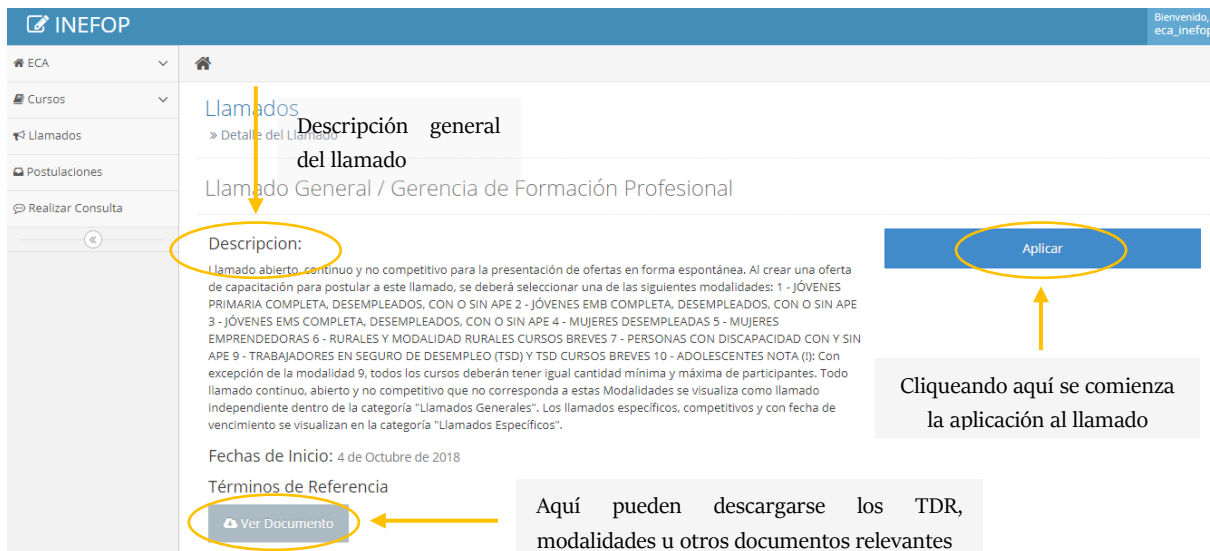 INEFOP
Bienvenido,
eca_inefop
ECA
Cursos
Llamados
Postulaciones
Realizar Consulta
Llamados
» Detalle del Llamado
Descripción general
del llamado
Llamado General / Gerencia de Formación Profesional
Descripcion:
Llamado abierto, continuo y no competitivo para la presentación de ofertas en forma espontánea. Al crear una oferta
de capacitación para postular a este llamado, se deberá seleccionar una de las siguientes modalidades: 1 - JÓVENES
PRIMARIA COMPLETA, DESEMPLEADOS, CON O SIN APE 2 - JÓVENES EMB COMPLETA, DESEMPLEADOS, CON O SIN APE
3 - JÓVENES EMS COMPLETA, DESEMPLEADOS, CON O SIN APE 4 - MUJERES DESEMPLEADAS 5 - MUJERES
EMPRENDEDORAS 6 - RURALES Y MODALIDAD RURALES CURSOS BREVES 7 - PERSONAS CON DISCAPACIDAD CON Y SIN
APE 9 - TRABAJADORES EN SEGURO DE DESEMPLEO (TSD) Y TSD CURSOS BREVES 10 - ADOLESCENTES NOTA (!): Con
excepción de la modalidad 9, todos los cursos deberán tener igual cantidad mínima y máxima de participantes. Todo
llamado continuo, abierto y no competitivo que no corresponda a estas Modalidades se visualiza como llamado
independiente dentro de la categoría "Llamados Generales". Los llamados específicos, competitivos y con fecha de
vencimiento se visualizan en la categoría "Llamados Específicos".
Aplicar
Cliqueando aquí se comienza
la aplicación al llamado
Fechas de Inicio: 4 de Octubre de 2018
Términos de Referencia
Ver Documento
Aquí pueden descargarse los TDR,
modalidades u otros documentos relevantes